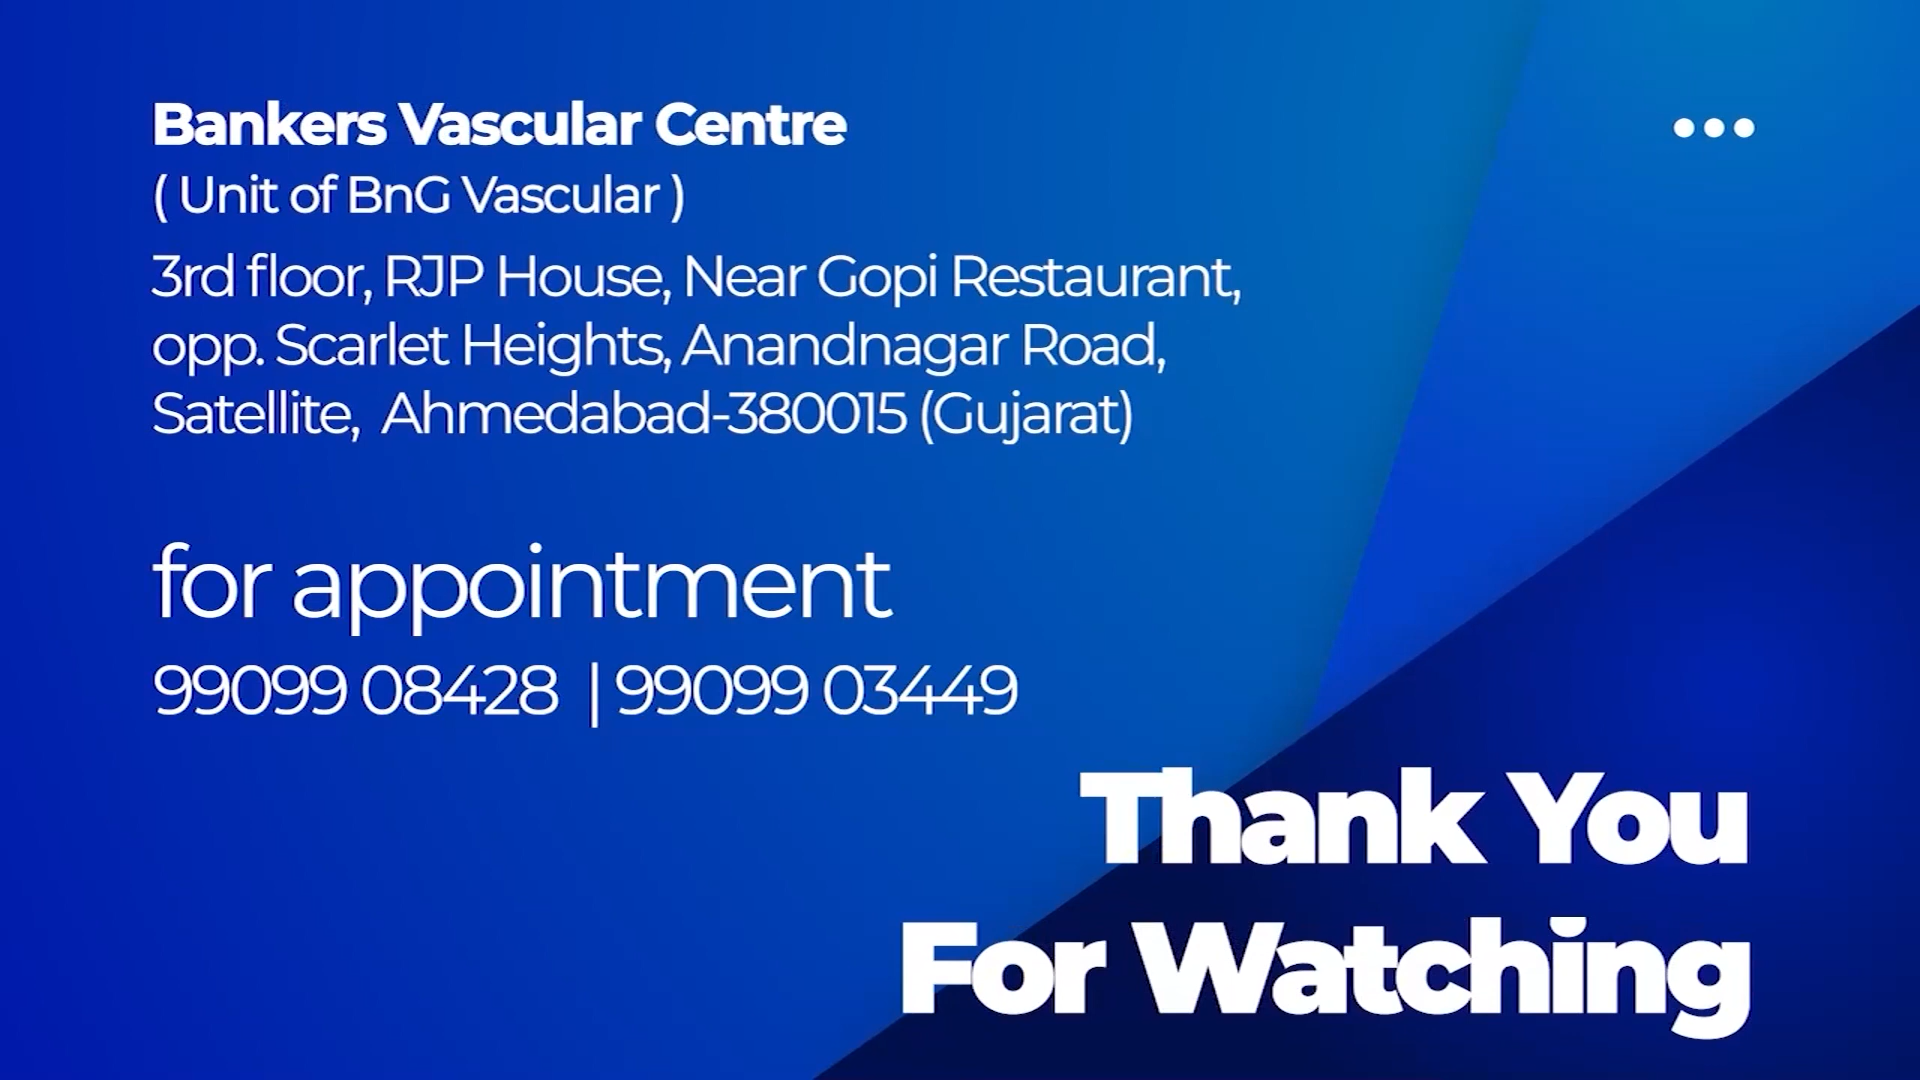 Bankers Vascular Centre
( Unit of BnG Vascular )
3rd floor, RJP House, Near Gopi Restaurant,
opp. Scarlet Heights, Anandnagar Road,
Satellite, Ahmedabad-380015 (Gujarat)
for appointment
99099 08428 | 99099 03449
Thank You
For Watching